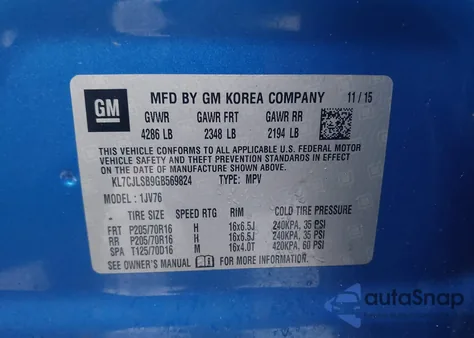 GM MFD BY GM KOREA COMPANY 11/15
GVWR GAWR FRT GAWR RR
4286 LB 2348 LB 2194 LB
THIS VEHICLE CONFORMS TO ALL APPLICABLE U.S. FEDERAL MOTOR
VEHICLE SAFETY, BUMPER, AND THEFT PREVENTION STANDARDS IN EFFECT
ON THE DATE OF MANUFACTURE SHOWN ABOVE.
KL7CJLSB9GB569824 TYPE: MPV
MODEL: 1JV76
TIRE SIZE SPEED RTG RIM COLD TIRE PRESSURE
FRT P205/70R16 H 16x6.5J 240KPA, 35 PSI
RR P205/70R16 H 16x6.5J 240KPA, 35 PSI
SPA T125/70D16 M 16x4.0T 420KPA, 60 PSI
SEE OWNER'S MANUAL FOR ADDITIONAL INFORMATION.
autoSnap